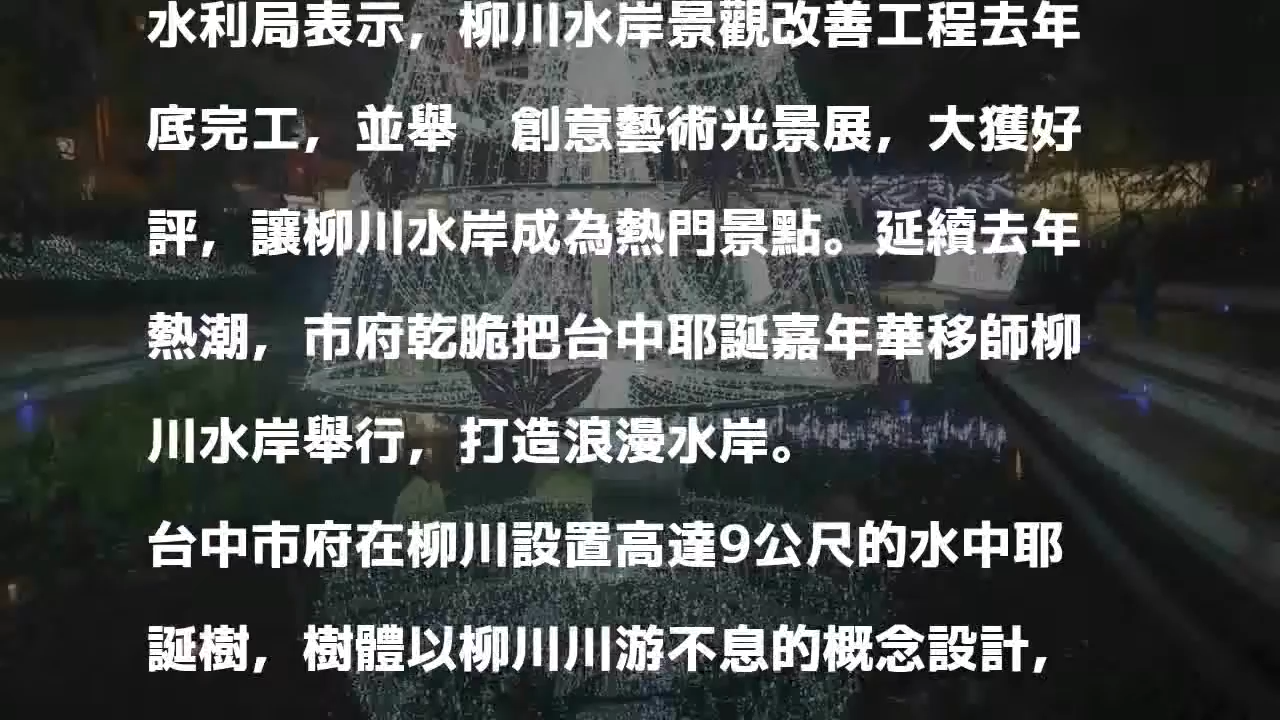 水利局表示，柳川水岸景觀改善工程去年
底完工，並舉　創意藝術光景展，大獲好
評，讓柳川水岸成為熱門景點。延續去年
熱潮，市府乾脆把台中耶誕嘉年華移師柳
川水岸舉行，打造浪漫水岸。
台中市府在柳川設置高達9公尺的水中耶
誕樹，樹體以柳川川游不息的概念設計，